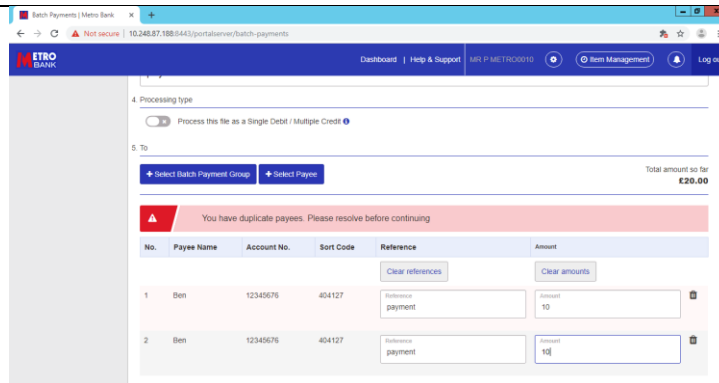 Batch Payments | Metro Bank
Not secure | 10.248.87.188:8443/portalserver/batch-payments
METRO BANK
Dashboard | Help & Support MR P METRO0010 Item Management Log
4. Processing type
Process this file as a Single Debit / Multiple Credit
5. To
+ Select Batch Payment Group + Select Payee
Total amount so far
£20.00
You have duplicate payees. Please resolve before continuing
No. Payee Name Account No. Sort Code Reference Amount
Clear references Clear amounts
Reference Amount
1 Ben 12345676 404127 payment 10
Reference Amount
2 Ben 12345676 404127 payment 10